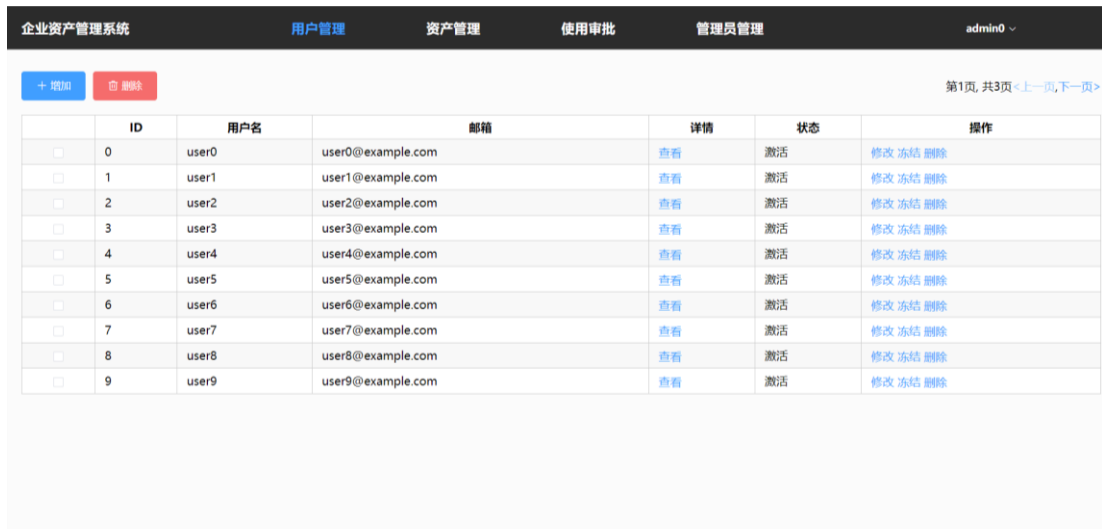 企业资产管理系统 用户管理 资产管理 使用审批 管理员管理 admin0
增加 删除 第1页, 共3页<上一页,下一页>
ID 用户名 邮箱 详情 状态 操作
0 user0 user0@example.com 查看 激活 修改 冻结 删除
1 user1 user1@example.com 查看 激活 修改 冻结 删除
2 user2 user2@example.com 查看 激活 修改 冻结 删除
3 user3 user3@example.com 查看 激活 修改 冻结 删除
4 user4 user4@example.com 查看 激活 修改 冻结 删除
5 user5 user5@example.com 查看 激活 修改 冻结 删除
6 user6 user6@example.com 查看 激活 修改 冻结 删除
7 user7 user7@example.com 查看 激活 修改 冻结 删除
8 user8 user8@example.com 查看 激活 修改 冻结 删除
9 user9 user9@example.com 查看 激活 修改 冻结 删除